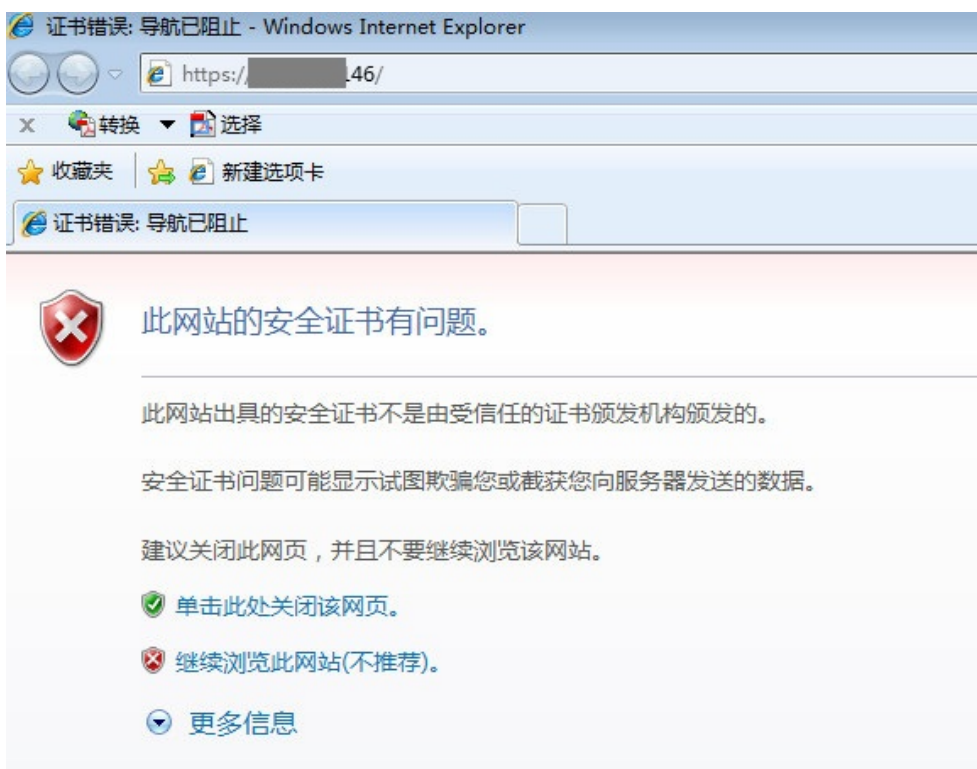 证书错误: 导航已阻止 - Windows Internet Explorer
https:/ .46/
x 转换 选择
收藏夹 新建选项卡
证书错误: 导航已阻止
此网站的安全证书有问题。
此网站出具的安全证书不是由受信任的证书颁发机构颁发的。
安全证书问题可能显示试图欺骗您或截获您向服务器发送的数据。
建议关闭此网页，并且不要继续浏览该网站。
单击此处关闭该网页。
继续浏览此网站(不推荐)。
更多信息